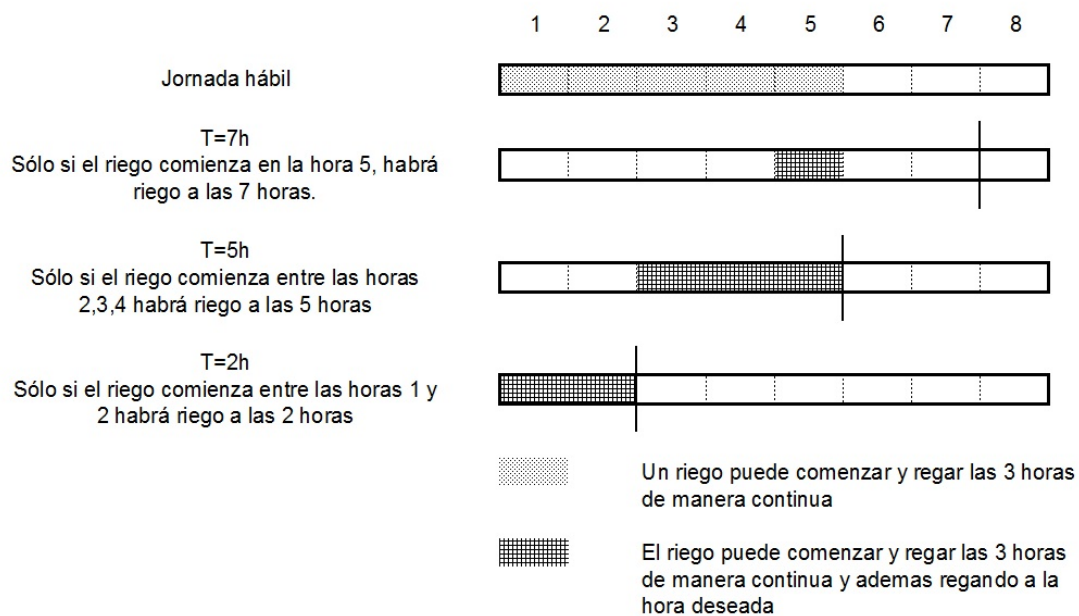 1 2 3 4 5 6 7 8
Jornada hábil
T=7h
Sólo si el riego comienza en la hora 5, habrá
riego a las 7 horas.
T=5h
Sólo si el riego comienza entre las horas
2,3,4 habrá riego a las 5 horas
T=2h
Sólo si el riego comienza entre las horas 1 y
2 habrá riego a las 2 horas
Un riego puede comenzar y regar las 3 horas
de manera continua
El riego puede comenzar y regar las 3 horas
de manera continua y ademas regando a la
hora deseada